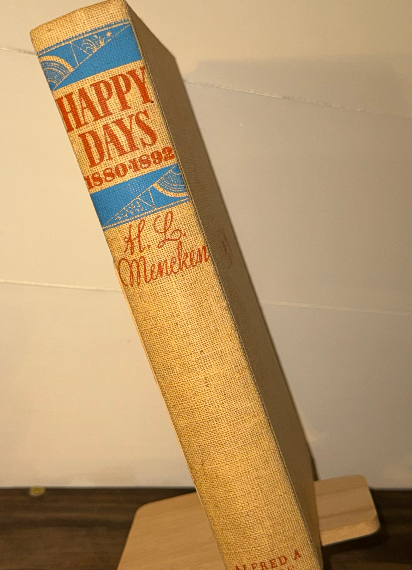 HAPPY
DAYS
1880-1892
H. L.
Mencken
ALFRED A